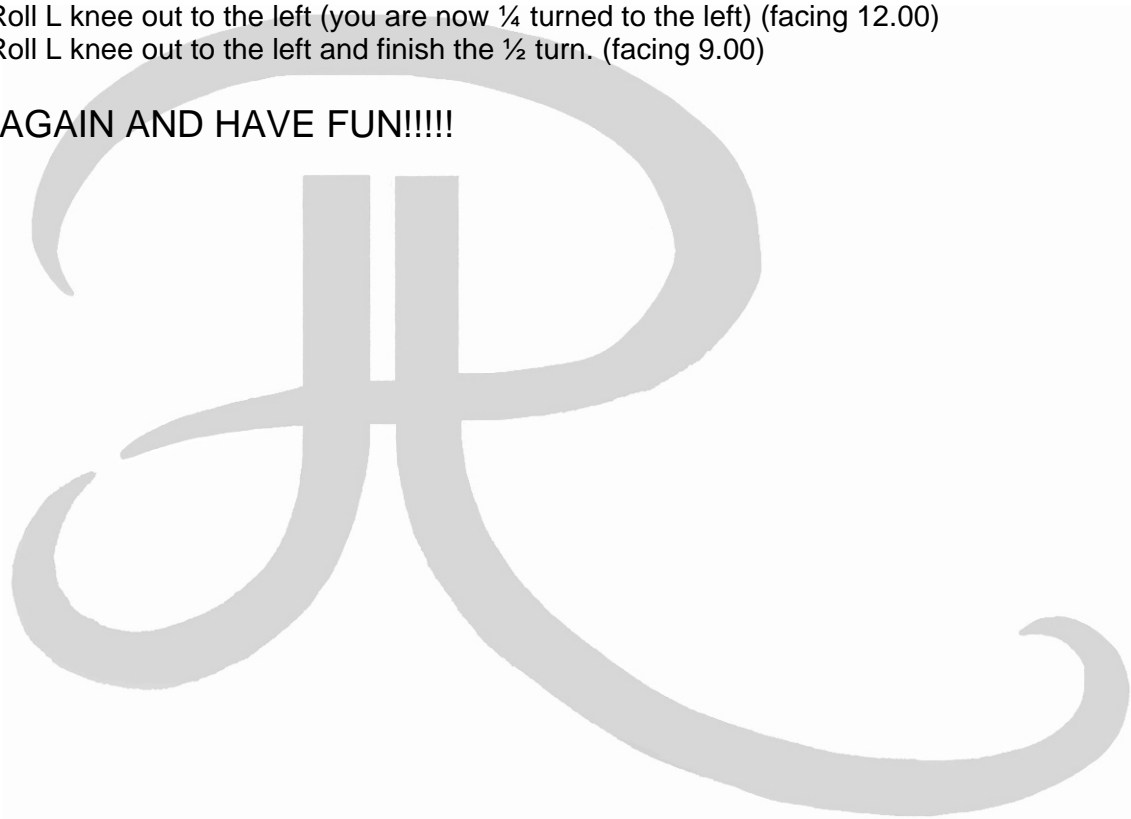 Roll L knee out to the left (you are now ¼ turned to the left) (facing 12.00)
Roll L knee out to the left and finish the ½ turn. (facing 9.00)
AGAIN AND HAVE FUN!!!!!